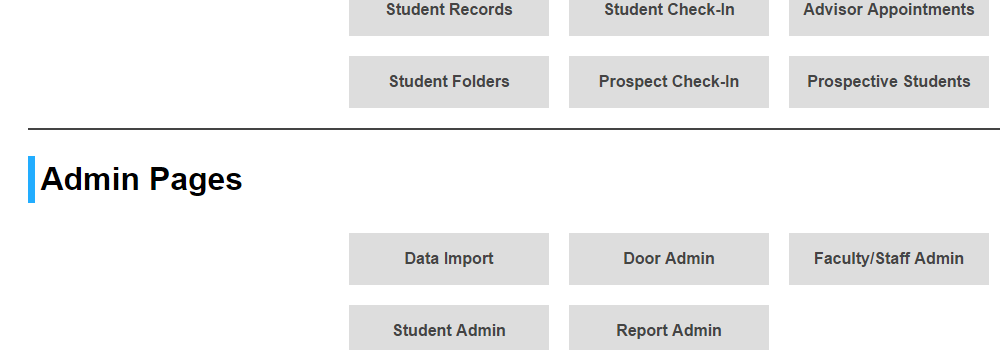 Student Records Student Check-In Advisor Appointments
Student Folders Prospect Check-In Prospective Students
Admin Pages
Data Import Door Admin Faculty/Staff Admin
Student Admin Report Admin